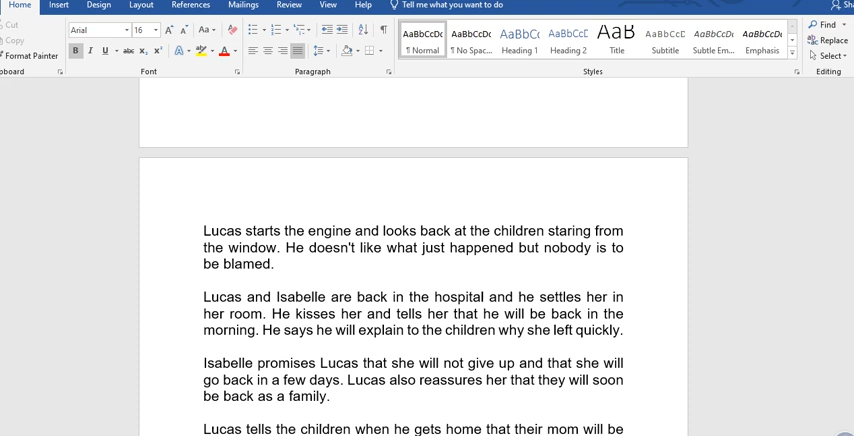 Home Insert Design Layout References Mailings Review View Help Tell me what you want to do
Cut
Copy
Format Painter
Arial 16 Aa
B I U abc x₂ x² A A
AaBbCcDc AaBbCcDc AaBbCc AaBbCcC AaB AaBbCcD AaBbCcDt AaBbCcDt
¶ Normal ¶ No Spac... Heading 1 Heading 2 Title Subtitle Subtle Em... Emphasis
Find
Replace
Select
Font Paragraph Styles Editing
Lucas starts the engine and looks back at the children staring from
the window. He doesn't like what just happened but nobody is to
be blamed.
Lucas and Isabelle are back in the hospital and he settles her in
her room. He kisses her and tells her that he will be back in the
morning. He says he will explain to the children why she left quickly.
Isabelle promises Lucas that she will not give up and that she will
go back in a few days. Lucas also reassures her that they will soon
be back as a family.
Lucas tells the children when he gets home that their mom will be